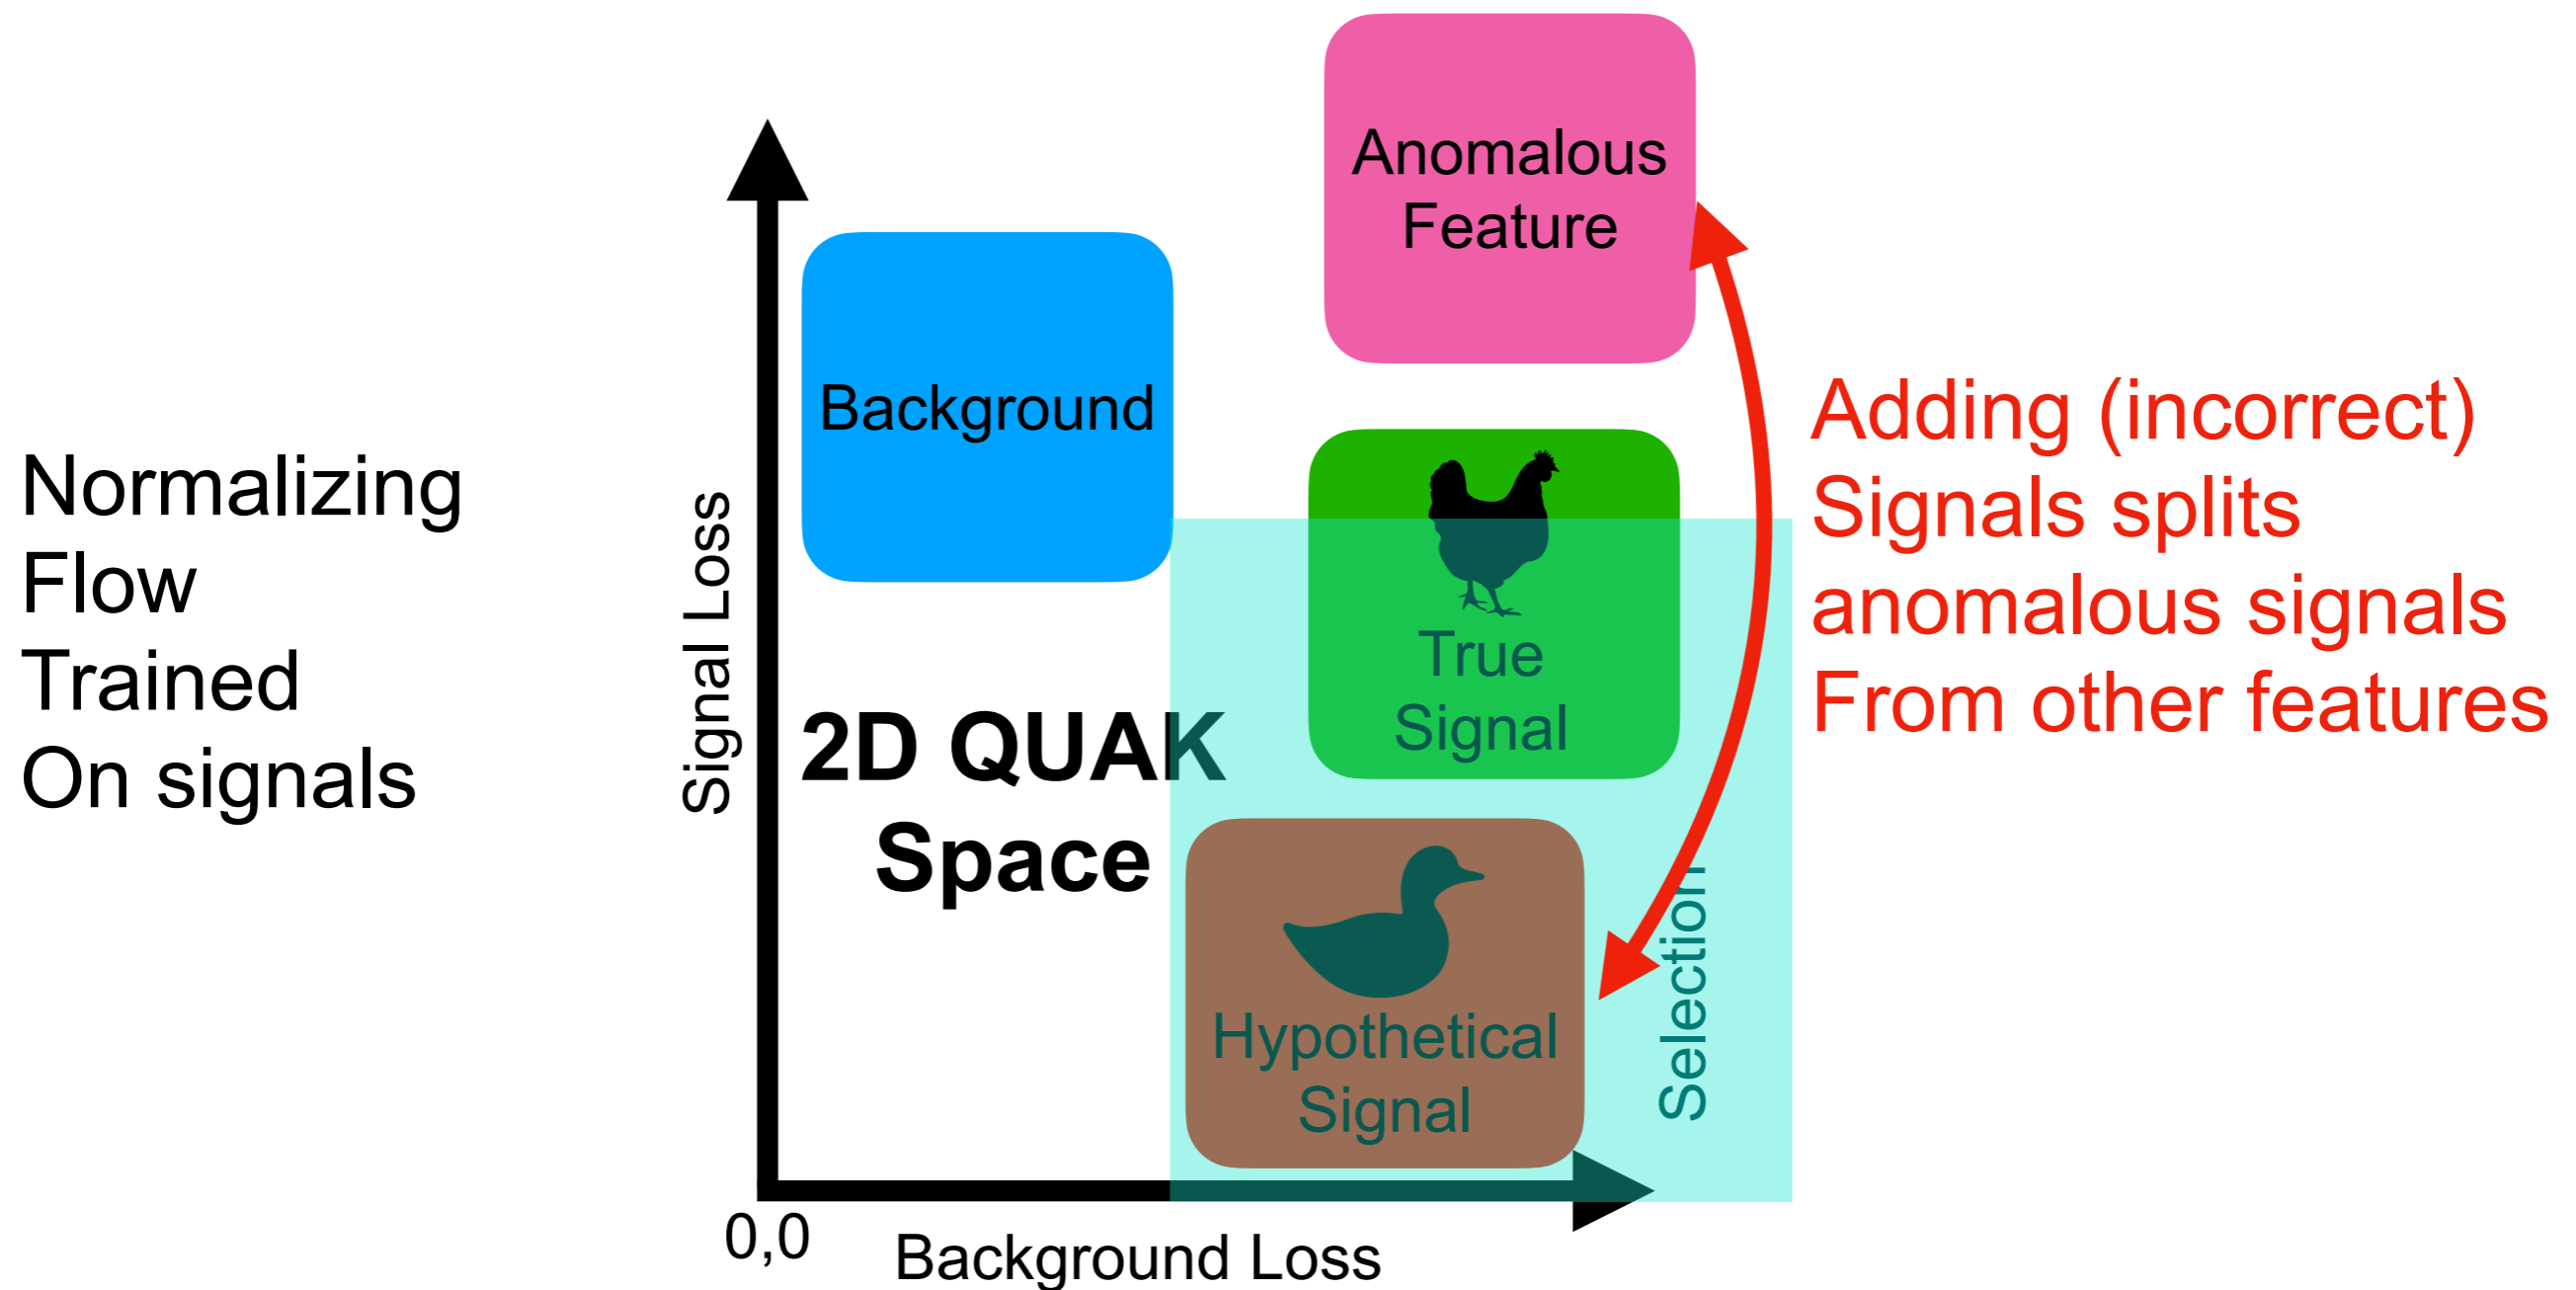 Normalizing
Flow
Trained
On signals
Signal Loss
Background
Anomalous
Feature
True
Signal
2D QUAK
Space
Hypothetical
Signal
Selection
0,0
Background Loss
Adding (incorrect)
Signals splits
anomalous signals
From other features